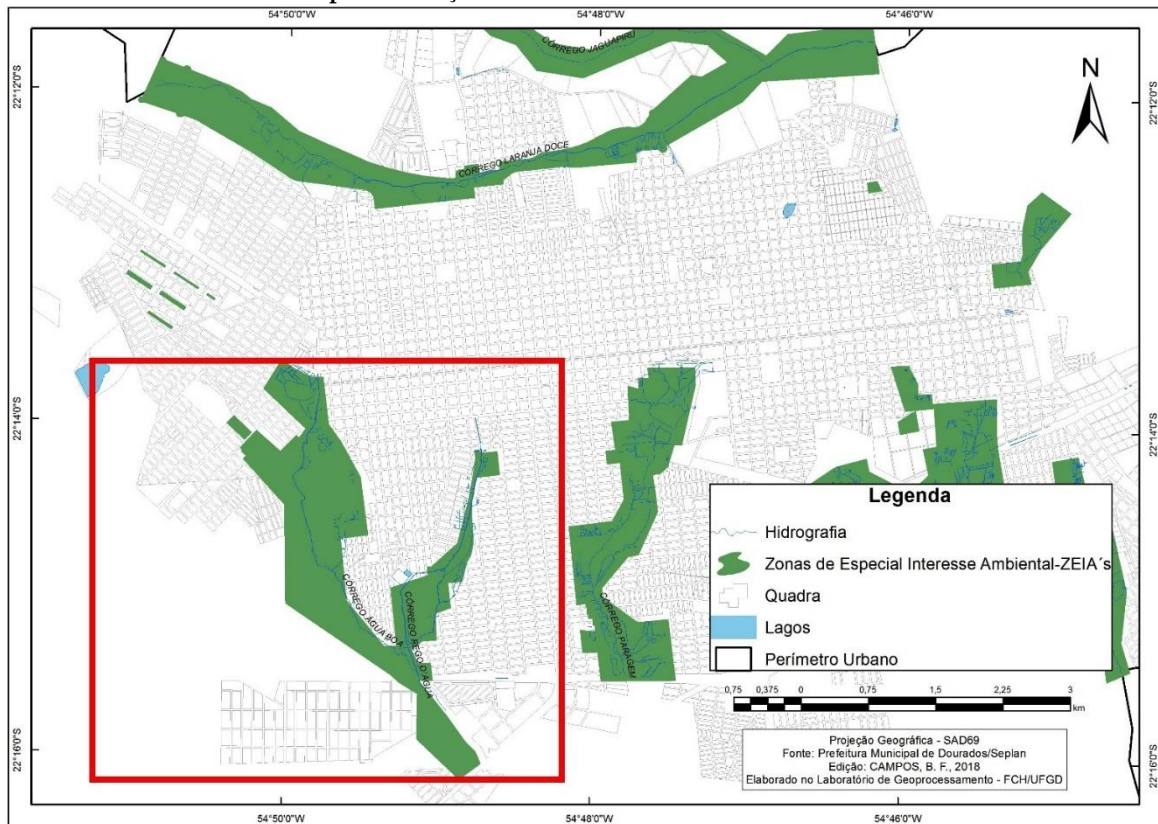 54°50'0"W
54°48'0"W
54°46'0"W
22°12'0"S
22°12'0"S
N
CÓRREGO JAGUAPIRU
CÓRREGO LARANJA DOCE
22°14'0"S
22°14'0"S
CÓRREGO ÁGUA BOA
CÓRREGO REGO D'ÁGUA
CÓRREGO PARAGEM
Legenda
Hidrografia
Zonas de Especial Interesse Ambiental-ZEIA´s
Quadra
Lagos
Perímetro Urbano
0,75 0,375 0 0,75 1,5 2,25 3
km
Projeção Geográfica - SAD69
Fonte: Prefeitura Municipal de Dourados/Seplan
Edição: CAMPOS, B. F., 2018
Elaborado no Laboratório de Geoprocessamento - FCH/UFGD
22°16'0"S
22°16'0"S
54°50'0"W
54°48'0"W
54°46'0"W